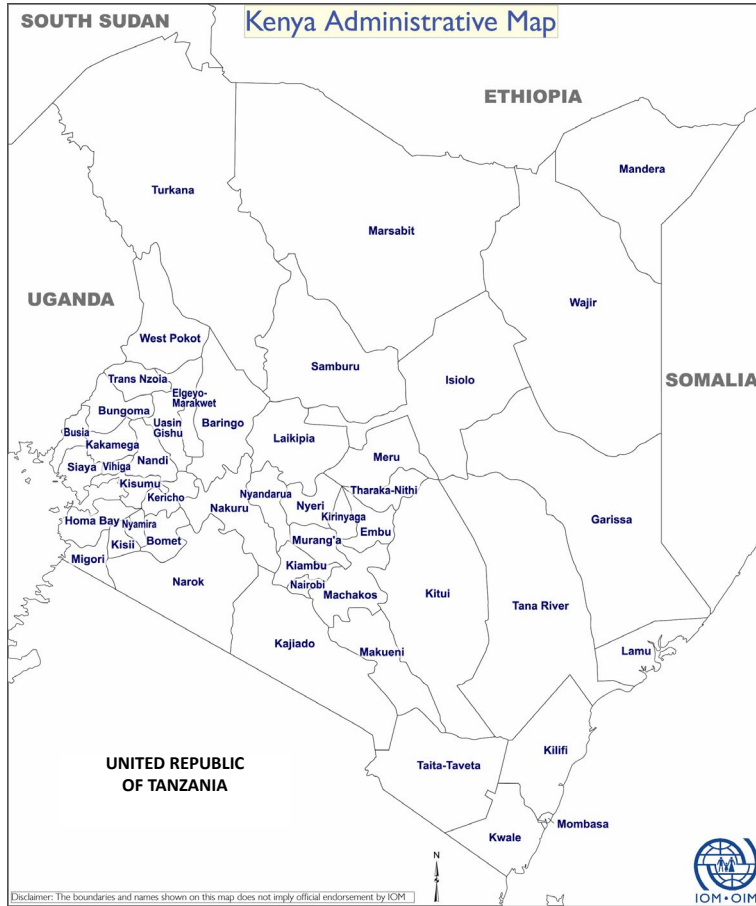 SOUTH SUDAN
Kenya Administrative Map
ETHIOPIA
Mandera
Turkana
Marsabit
UGANDA
Wajir
West Pokot
Samburu
Isiolo
SOMALIA
Trans Nzoia
Elgeyo-
Marakwet
Bungoma
Uasin
Gishu
Baringo
Busia
Kakamega
Laikipia
Siaya
Vihiga
Nandi
Meru
Kisumu
Kericho
Nyandarua
Tharaka-Nithi
Nakuru
Nyeri
Kirinyaga
Garissa
Homa Bay
Nyamira
Embu
Kisii
Bomet
Murang'a
Migori
Kiambu
Narok
Nairobi
Machakos
Kitui
Tana River
Kajiado
Makueni
Lamu
UNITED REPUBLIC
OF TANZANIA
Taita-Taveta
Kilifi
Mombasa
Kwale
N
IOM•OIM
Disclaimer: The boundaries and names shown on this map does not imply official endorsement by IOM